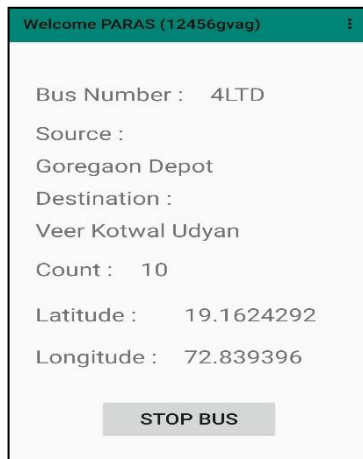 Welcome PARAS (12456gvag)
Bus Number : 4LTD
Source :
Goregaon Depot
Destination :
Veer Kotwal Udyan
Count : 10
Latitude : 19.1624292
Longitude : 72.839396
STOP BUS